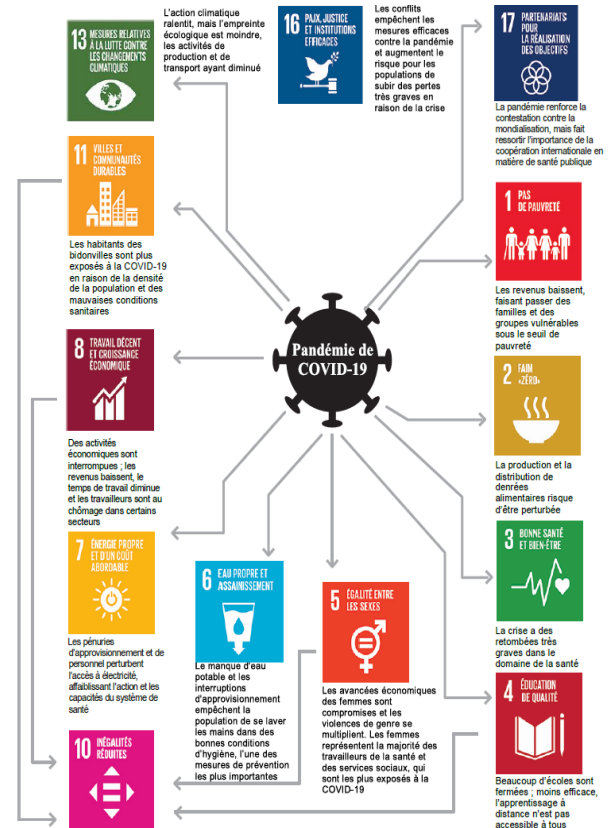 13 MESURES RELATIVES
À LA LUTTE CONTRE
LES CHANGEMENTS
CLIMATIQUES
L'action climatique
ralentit, mais l'empreinte
écologique est moindre,
les activités de
production et de
transport ayant diminué
16 PAIX, JUSTICE
ET INSTITUTIONS
EFFICACES
Les conflits
empêchent les
mesures efficaces
contre la pandémie
et augmentent le
risque pour les
populations de
subir des pertes
très graves en
raison de la crise
17 PARTENARIATS
POUR
LA RÉALISATION
DES OBJECTIFS
La pandémie renforce la
contestation contre la
mondialisation, mais fait
ressortir l'importance de la
coopération internationale en
matière de santé publique
11 VILLES ET
COMMUNAUTÉS
DURABLES
Les habitants des
bidonvilles sont plus
exposés à la COVID-19
en raison de la densité
de la population et des
mauvaises conditions
sanitaires
1 PAS
DE PAUVRETÉ
Les revenus baissent,
faisant passer des
familles et des
groupes vulnérables
sous le seuil de
pauvreté
Pandémie de
COVID-19
8 TRAVAIL DÉCENT
ET CROISSANCE
ÉCONOMIQUE
Des activités
économiques sont
interrompues ; les
revenus baissent, le
temps de travail diminue
et les travailleurs sont au
chômage dans certains
secteurs
2 FAIM
«ZÉRO»
La production et la
distribution de
denrées
alimentaires risque
d'être perturbée
7 ÉNERGIE PROPRE
ET D'UN COÛT
ABORDABLE
Les pénuries
d'approvisionnement et de
personnel perturbent
l'accès à électricité,
affaiblissant l'action et les
capacités du système de
santé
6 EAU PROPRE ET
ASSAINISSEMENT
Le manque d'eau
potable et les
interruptions
d'approvisionnement
empêchent la
population de se laver
les mains dans des
bonnes conditions
d'hygiène, l'une des
mesures de prévention
les plus importantes
5 ÉGALITÉ ENTRE
LES SEXES
Les avancées économiques
des femmes sont
compromises et les
violences de genre se
multiplient. Les femmes
représentent la majorité des
travailleurs de la santé et
des services sociaux, qui
sont les plus exposés à la
COVID-19
3 BONNE SANTÉ
ET BIEN-ÊTRE
La crise a des
retombées très
graves dans le
domaine de la santé
4 ÉDUCATION
DE QUALITÉ
Beaucoup d'écoles sont
fermées ; moins efficace,
l'apprentissage à
distance n'est pas
accessible à tous
10 INÉGALITÉS
RÉDUITES